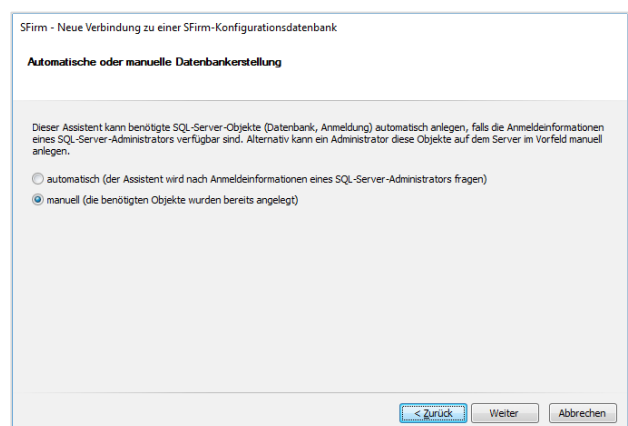 SFirm - Neue Verbindung zu einer SFirm-Konfigurationsdatenbank
Automatische oder manuelle Datenbankerstellung
Dieser Assistent kann benötigte SQL-Server-Objekte (Datenbank, Anmeldung) automatisch anlegen, falls die Anmeldeinformationen
eines SQL-Server-Administrators verfügbar sind. Alternativ kann ein Administrator diese Objekte auf dem Server im Vorfeld manuell
anlegen.
automatisch (der Assistent wird nach Anmeldeinformationen eines SQL-Server-Administrators fragen)
manuell (die benötigten Objekte wurden bereits angelegt)
< Zurück Weiter Abbrechen